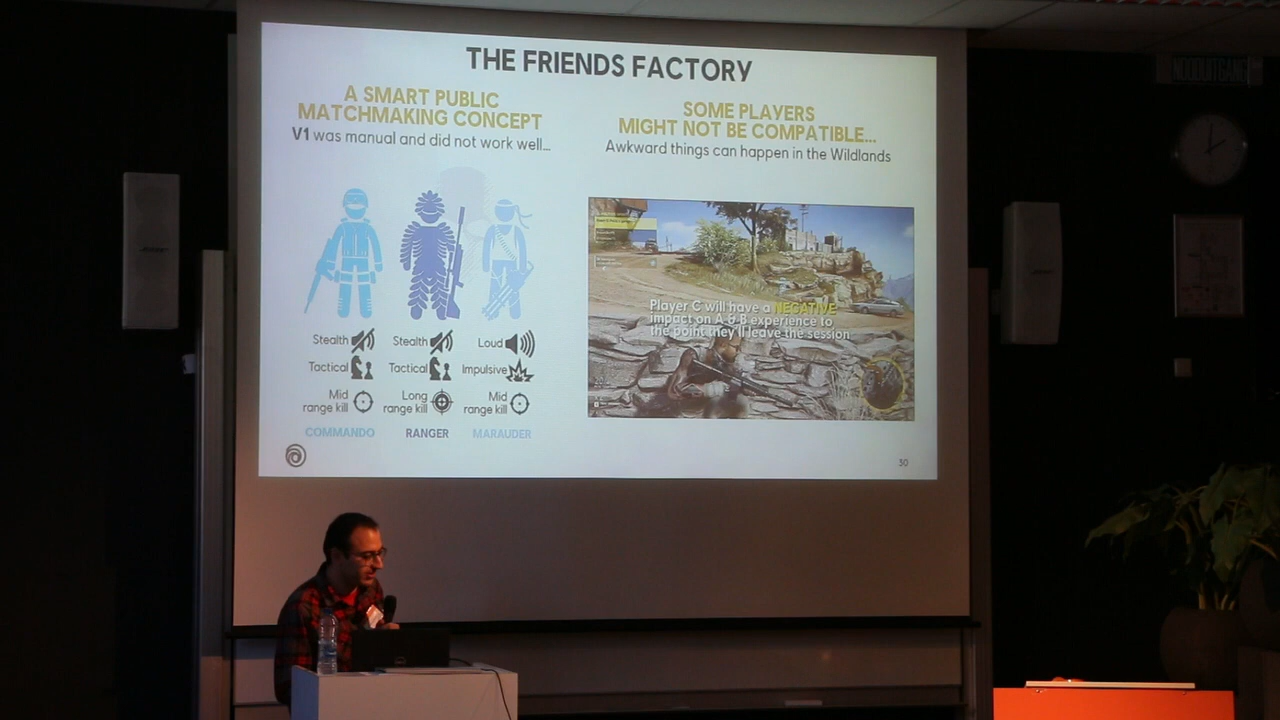 THE FRIENDS FACTORY
A SMART PUBLIC
MATCHMAKING CONCEPT
V1 was manual and did not work well...
SOME PLAYERS
MIGHT NOT BE COMPATIBLE...
Awkward things can happen in the Wildlands
Stealth
Tactical
Mid
range kill
COMMANDO
Stealth
Tactical
Long
range kill
RANGER
Loud
Impulsive
Mid
range kill
MARAUDER
Player C will have a NEGATIVE
impact on A & B experience to
the point they'll leave the session
30
NOODUITGANG